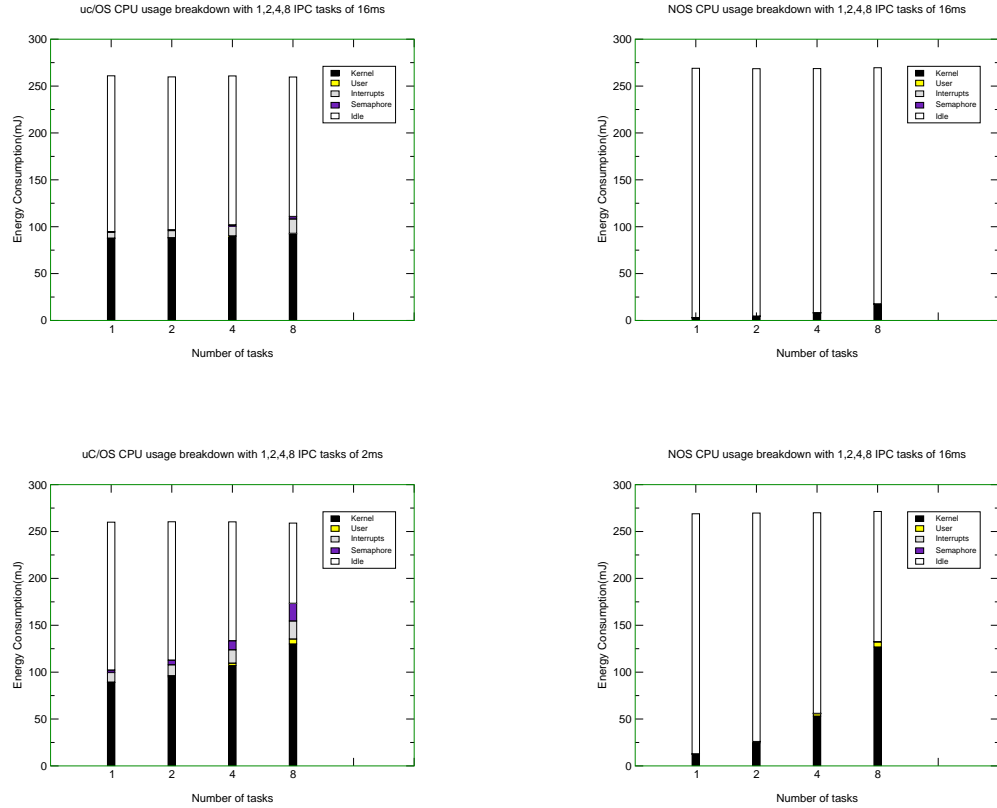 uc/OS CPU usage breakdown with 1,2,4,8 IPC tasks of 16ms
300
250
200
150
100
50
0
Energy Consumption(mJ)
Kernel
User
Interrupts
Semaphore
Idle
1 2 4 8
Number of tasks
NOS CPU usage breakdown with 1,2,4,8 IPC tasks of 16ms
300
250
200
150
100
50
0
Energy Consumption(mJ)
Kernel
User
Interrupts
Semaphore
Idle
1 2 4 8
Number of tasks
uC/OS CPU usage breakdown with 1,2,4,8 IPC tasks of 2ms
300
250
200
150
100
50
0
Energy Consumption(mJ)
Kernel
User
Interrupts
Semaphore
Idle
1 2 4 8
Number of tasks
NOS CPU usage breakdown with 1,2,4,8 IPC tasks of 16ms
300
250
200
150
100
50
0
Energy Consumption(mJ)
Kernel
User
Interrupts
Semaphore
Idle
1 2 4 8
Number of tasks